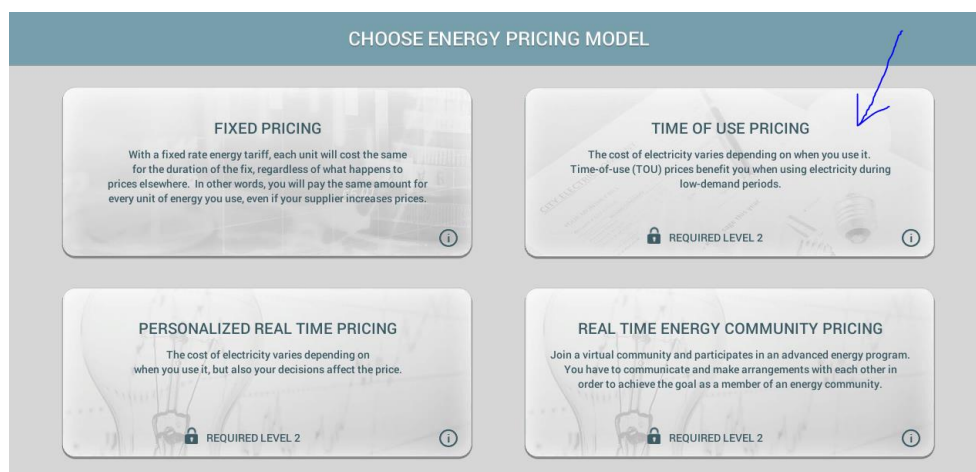 CHOOSE ENERGY PRICING MODEL
FIXED PRICING
With a fixed rate energy tariff, each unit will cost the same
for the duration of the fix, regardless of what happens to
prices elsewhere. In other words, you will pay the same amount for
every unit of energy you use, even if your supplier increases prices.
TIME OF USE PRICING
The cost of electricity varies depending on when you use it.
Time-of-use (TOU) prices benefit you when using electricity during
low-demand periods.
REQUIRED LEVEL 2
PERSONALIZED REAL TIME PRICING
The cost of electricity varies depending on
when you use it, but also your decisions affect the price.
REQUIRED LEVEL 2
REAL TIME ENERGY COMMUNITY PRICING
Join a virtual community and participates in an advanced energy program.
You have to communicate and make arrangements with each other in
order to achieve the goal as a member of an energy community.
REQUIRED LEVEL 2